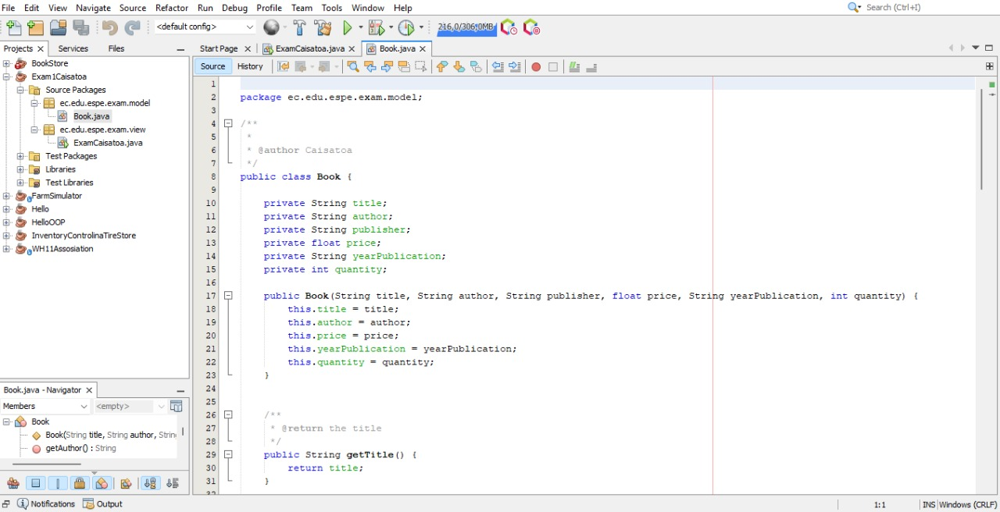 File Edit View Navigate Source Refactor Run Debug Profile Team Tools Window Help Search (Ctrl+I)
<default config> 216,0/306,0MB
Projects Services Files
Start Page ExamCaisatoa.java Book.java
Source History
BookStore
Exam1Caisatoa
Source Packages
ec.edu.espe.exam.model
Book.java
ec.edu.espe.exam.view
ExamCaisatoa.java
Test Packages
Libraries
Test Libraries
FarmSimulator
Hello
HelloOOP
InventoryControlinaTireStore
WH11Assosiation
Book.java - Navigator
Members <empty>
Book
Book(String title, String author, Strin
getAuthor() : String
1
2 package ec.edu.espe.exam.model;
3
4 /**
5 *
6 * @author Caisatoa
7 */
8 public class Book {
9
10 private String title;
11 private String author;
12 private String publisher;
13 private float price;
14 private String yearPublication;
15 private int quantity;
16
17 public Book(String title, String author, String publisher, float price, String yearPublication, int quantity) {
18 this.title = title;
19 this.author = author;
20 this.price = price;
21 this.yearPublication = yearPublication;
22 this.quantity = quantity;
23 }
24
25
26 /**
27 * @return the title
28 */
29 public String getTitle() {
30 return title;
31 }
32
Notifications Output 1:1 INS Windows (CRLF)